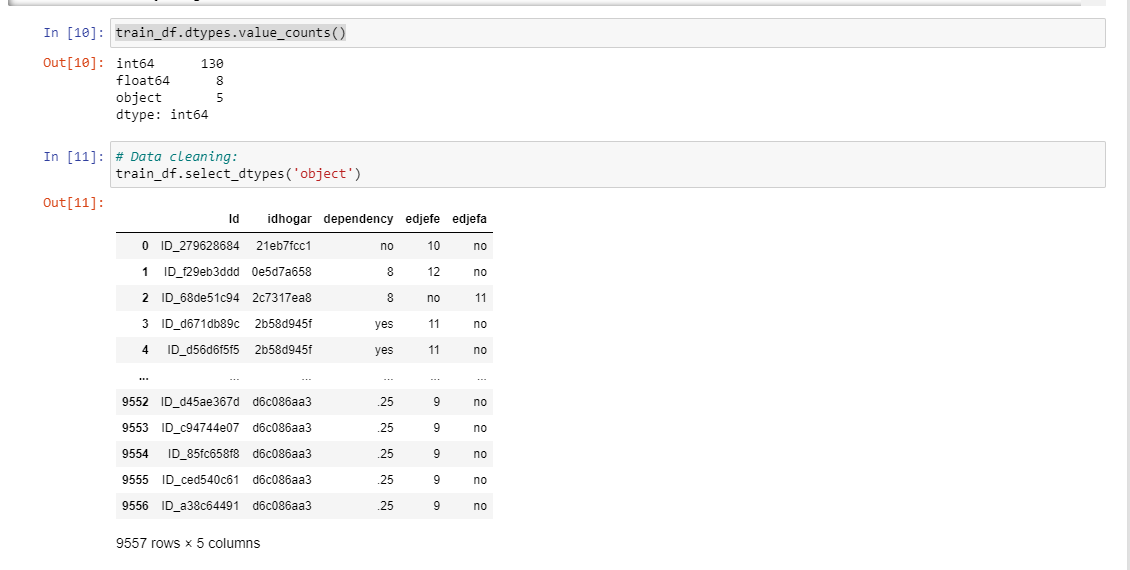 In [10]: train_df.dtypes.value_counts()
Out[10]: int64 130
float64 8
object 5
dtype: int64
In [11]: # Data cleaning:
train_df.select_dtypes('object')
Out[11]:
Id idhogar dependency edjefe edjefa
0 ID_279628684 21eb7fcc1 no 10 no
1 ID_f29eb3ddd 0e5d7a658 8 12 no
2 ID_68de51c94 2c7317ea8 8 no 11
3 ID_d671db89c 2b58d945f yes 11 no
4 ID_d56d6f5f5 2b58d945f yes 11 no
... ... ... ... ... ...
9552 ID_d45ae367d d6c086aa3 .25 9 no
9553 ID_c94744e07 d6c086aa3 .25 9 no
9554 ID_85fc658f8 d6c086aa3 .25 9 no
9555 ID_ced540c61 d6c086aa3 .25 9 no
9556 ID_a38c64491 d6c086aa3 .25 9 no
9557 rows × 5 columns